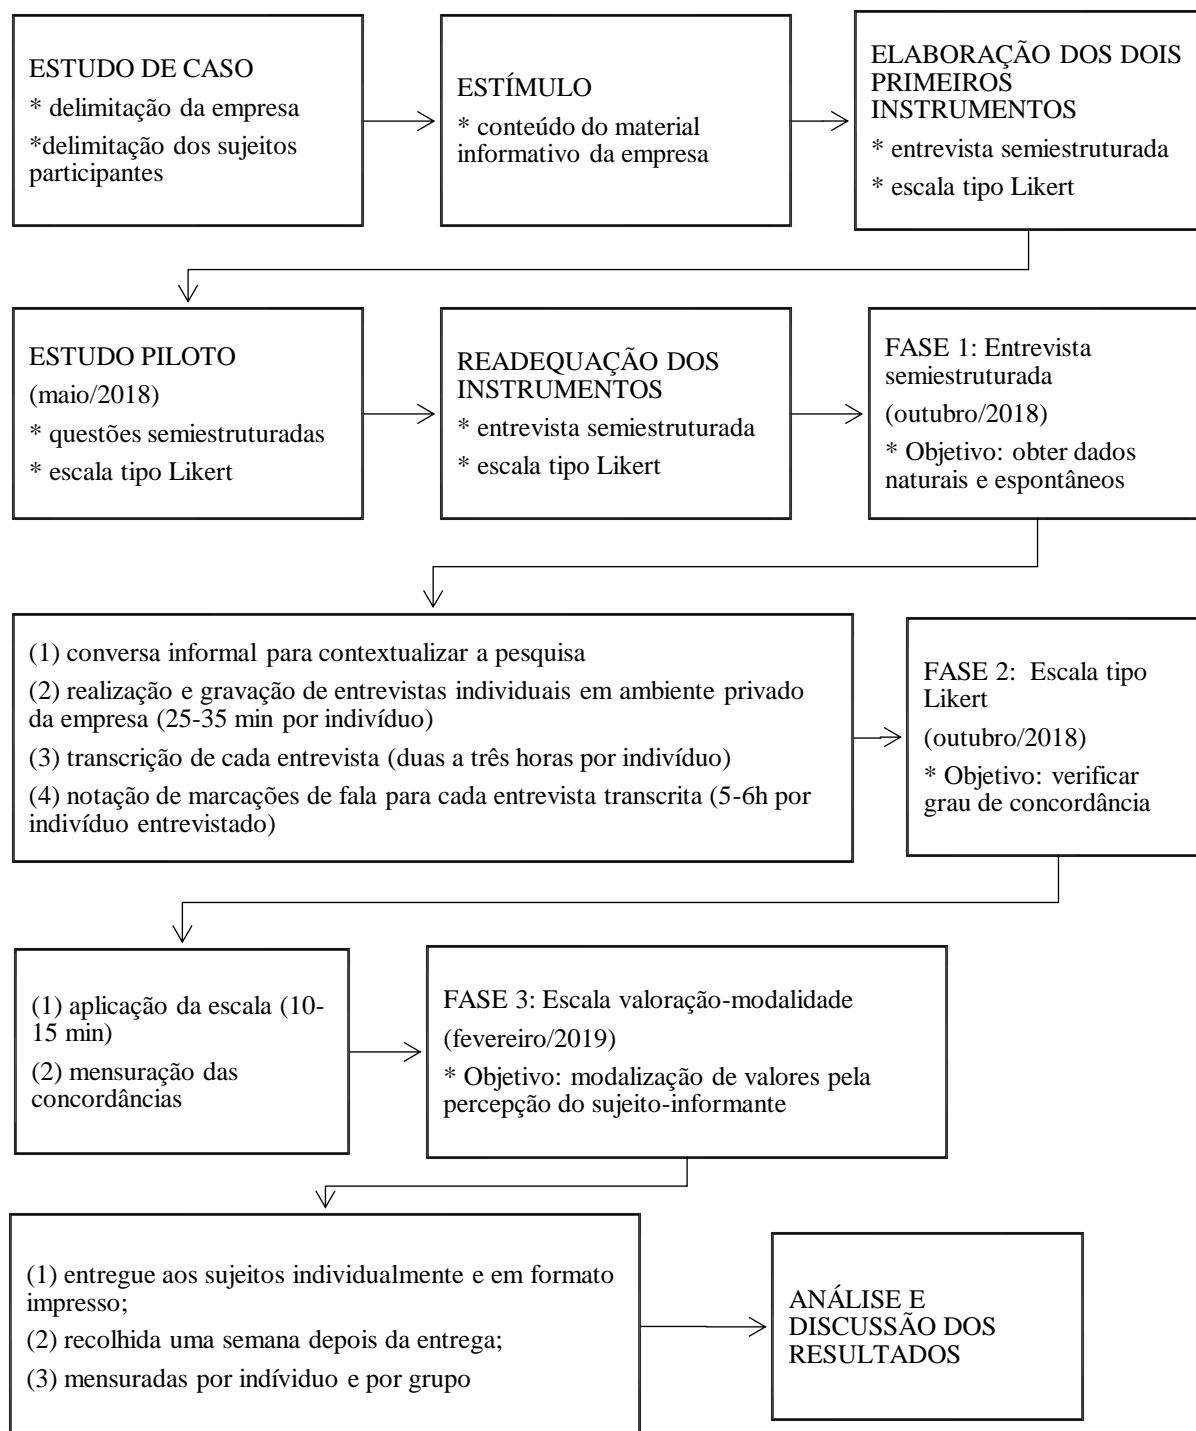 ESTUDO DE CASO
* delimitação da empresa
*delimitação dos sujeitos
participantes
ESTÍMULO
* conteúdo do material
informativo da empresa
ELABORAÇÃO DOS DOIS
PRIMEIROS
INSTRUMENTOS
* entrevista semiestruturada
* escala tipo Likert
ESTUDO PILOTO
(maio/2018)
* questões semiestruturadas
* escala tipo Likert
READEQUAÇÃO DOS
INSTRUMENTOS
* entrevista semiestruturada
* escala tipo Likert
FASE 1: Entrevista
semiestruturada
(outubro/2018)
* Objetivo: obter dados
naturais e espontâneos
(1) conversa informal para contextualizar a pesquisa
(2) realização e gravação de entrevistas individuais em ambiente privado
da empresa (25-35 min por indivíduo)
(3) transcrição de cada entrevista (duas a três horas por indivíduo)
(4) notação de marcações de fala para cada entrevista transcrita (5-6h por
indivíduo entrevistado)
FASE 2: Escala tipo
Likert
(outubro/2018)
* Objetivo: verificar
grau de concordância
(1) aplicação da escala (10-
15 min)
(2) mensuração das
concordâncias
FASE 3: Escala valoração-modalidade
(fevereiro/2019)
* Objetivo: modalização de valores pela
percepção do sujeito-informante
(1) entregue aos sujeitos individualmente e em formato
impresso;
(2) recolhida uma semana depois da entrega;
(3) mensuradas por indíviduo e por grupo
ANÁLISE E
DISCUSSÃO DOS
RESULTADOS